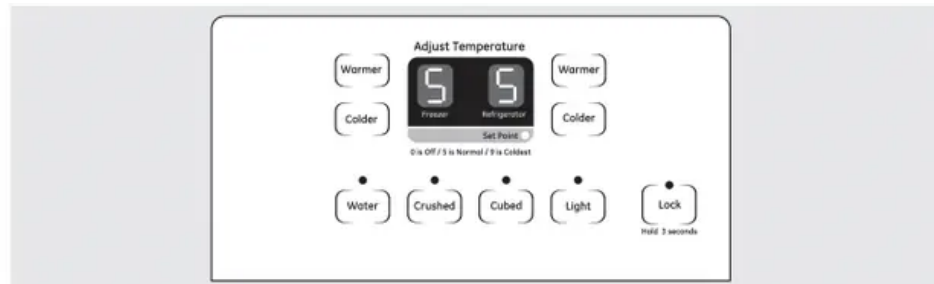 Adjust Temperature
Warmer
5 5
Warmer
Freezer Refrigerator
Colder
Colder
Set Point
0 is Off / 5 is Normal / 9 is Coldest
Water Crushed Cubed Light Lock
Hold 3 seconds